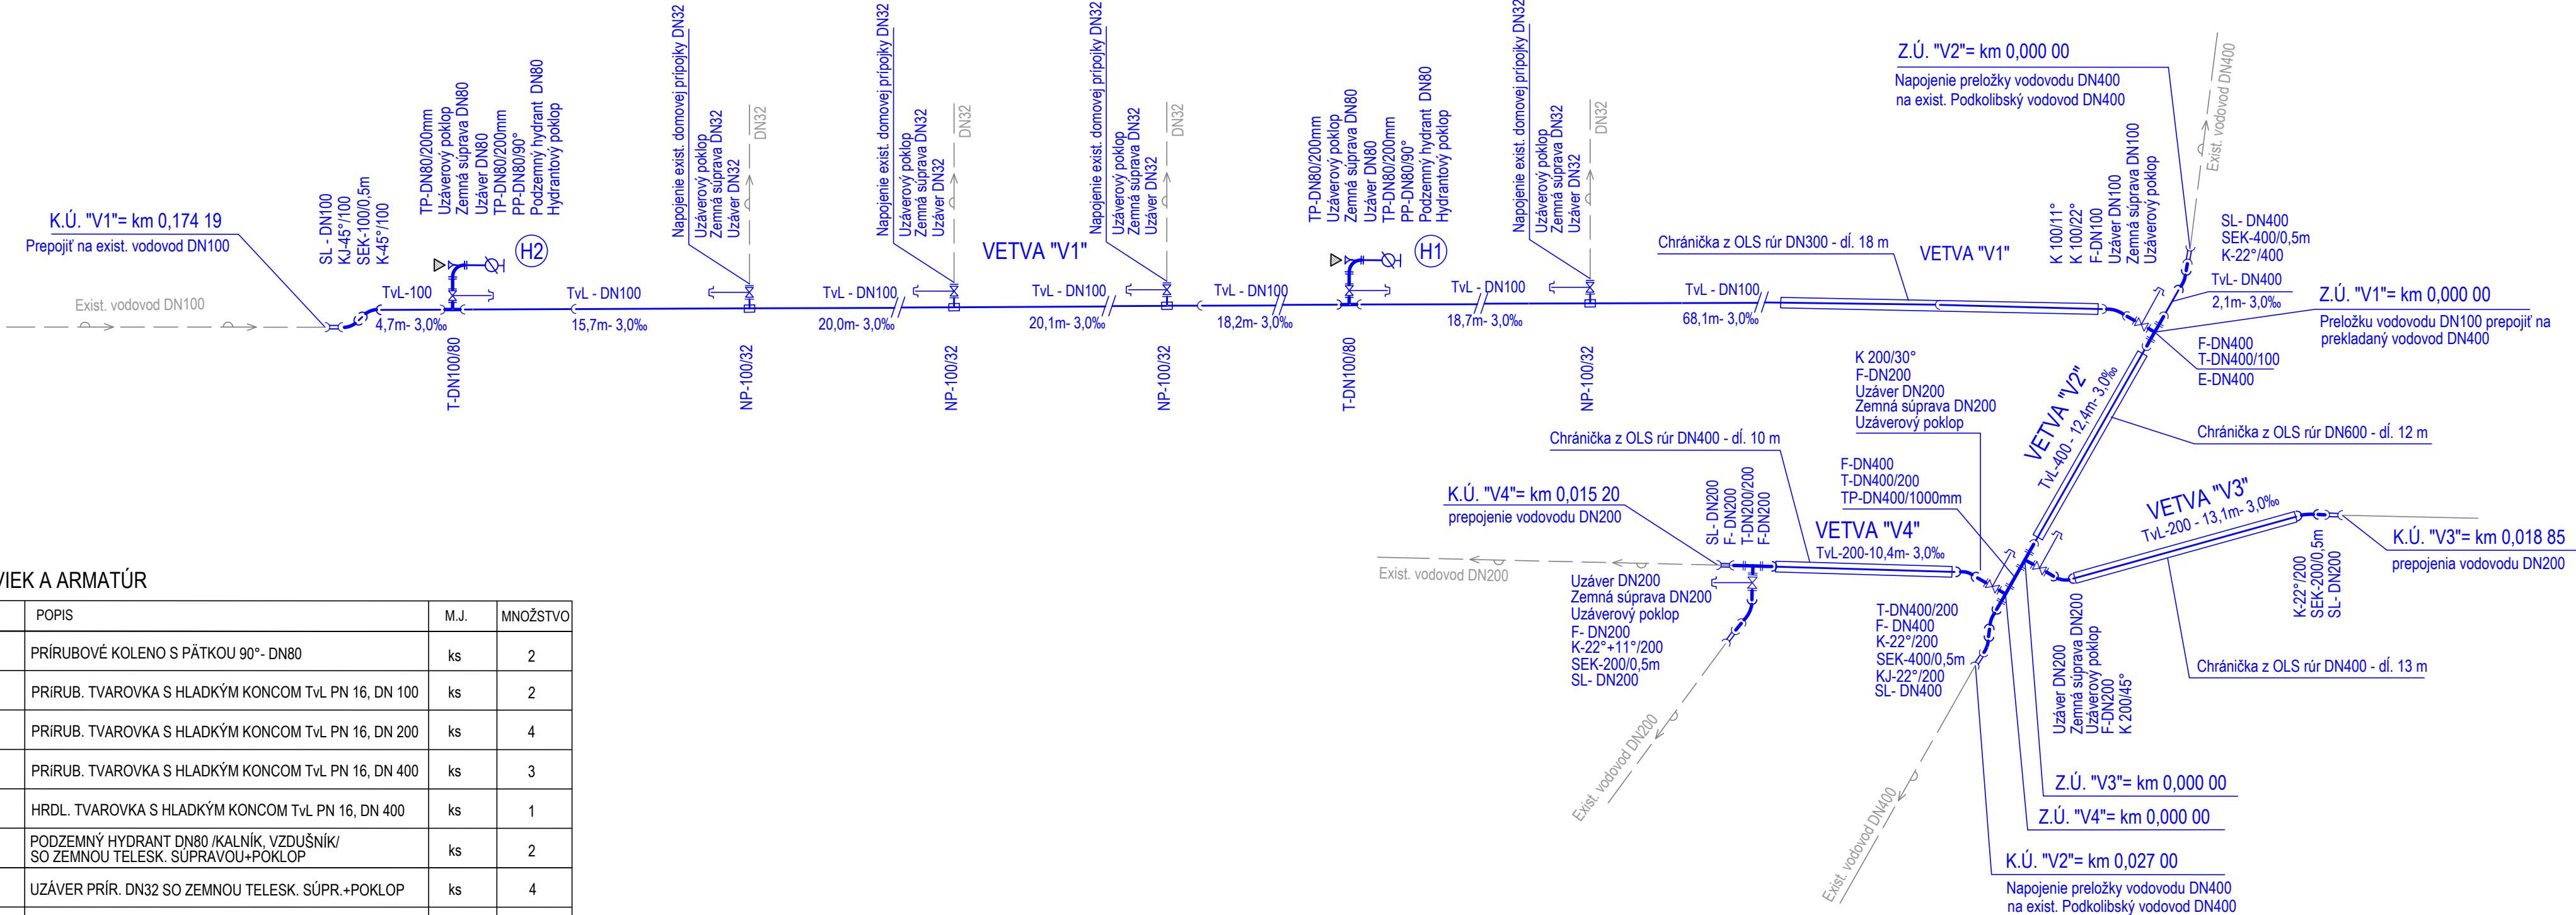 K.Ú. "V1"= km 0,174 19
Prepojiť na exist. vodovod DN100
Exist. vodovod DN100
SL - DN100
KJ-45°/100
SEK-100/0,5m
K-45°/100
TvL-100
4,7m- 3,0‰
TP-DN80/200mm
Uzáverový poklop
Zemná súprava DN80
Uzáver DN80
TP-DN80/200mm
PP-DN80/90°
Podzemný hydrant DN80
Hydrantový poklop
H2
T-DN100/80
TvL - DN100
15,7m- 3,0‰
Napojenie exist. domovej prípojky DN32
Uzáverový poklop
Zemná súprava DN32
Uzáver DN32
DN32
NP-100/32
TvL - DN100
20,0m- 3,0‰
Napojenie exist. domovej prípojky DN32
Uzáverový poklop
Zemná súprava DN32
Uzáver DN32
DN32
NP-100/32
VETVA "V1"
TvL - DN100
20,1m- 3,0‰
Napojenie exist. domovej prípojky DN32
Uzáverový poklop
Zemná súprava DN32
Uzáver DN32
DN32
NP-100/32
TvL - DN100
18,2m- 3,0‰
TP-DN80/200mm
Uzáverový poklop
Zemná súprava DN80
Uzáver DN80
TP-DN80/200mm
PP-DN80/90°
Podzemný hydrant DN80
Hydrantový poklop
H1
T-DN100/80
TvL - DN100
18,7m- 3,0‰
Napojenie exist. domovej prípojky DN32
Uzáverový poklop
Zemná súprava DN32
Uzáver DN32
DN32
NP-100/32
TvL - DN100
68,1m- 3,0‰
Chránička z OLS rúr DN300 - dĺ. 18 m
VETVA "V1"
Z.Ú. "V2"= km 0,000 00
Napojenie preložky vodovodu DN400
na exist. Podkolibský vodovod DN400
K 100/11°
K 100/22°
F-DN100
Uzáver DN100
Zemná súprava DN100
Uzáverový poklop
Exist. vodovod DN400
SL- DN400
SEK-400/0,5m
K-22°/400
TvL- DN400
2,1m- 3,0‰
Z.Ú. "V1"= km 0,000 00
Preložku vodovodu DN100 prepojiť na
prekladaný vodovod DN400
F-DN400
T-DN400/100
E-DN400
VETVA "V2"
TvL-400 - 12,4m- 3,0‰
Chránička z OLS rúr DN600 - dĺ. 12 m
K 200/30°
F-DN200
Uzáver DN200
Zemná súprava DN200
Uzáverový poklop
Chránička z OLS rúr DN400 - dĺ. 10 m
F-DN400
T-DN400/200
TP-DN400/1000mm
K.Ú. "V4"= km 0,015 20
prepojenie vodovodu DN200
SL- DN200
F- DN200
T-DN200/200
F-DN200
VETVA "V4"
TvL-200-10,4m- 3,0‰
Exist. vodovod DN200
Uzáver DN200
Zemná súprava DN200
Uzáverový poklop
F- DN200
K-22°+11°/200
SEK-200/0,5m
SL- DN200
Exist. vodovod DN200
T-DN400/200
F- DN400
K-22°/200
SEK-400/0,5m
KJ-22°/200
SL- DN400
Exist. vodovod DN400
VETVA "V3"
TvL-200 - 13,1m- 3,0‰
K-22°/200
SEK-200/0,5m
SL- DN200
K.Ú. "V3"= km 0,018 85
prepojenia vodovodu DN200
Uzáver DN200
Zemná súprava DN200
Uzáverový poklop
F-DN200
K 200/45°
Chránička z OLS rúr DN400 - dĺ. 13 m
Z.Ú. "V3"= km 0,000 00
Z.Ú. "V4"= km 0,000 00
K.Ú. "V2"= km 0,027 00
Napojenie preložky vodovodu DN400
na exist. Podkolibský vodovod DN400
VIEK A ARMATÚR
POPIS M.J. MNOŽSTVO
PRÍRUBOVÉ KOLENO S PÄTKOU 90°- DN80 ks 2
PRíRUB. TVAROVKA S HLADKÝM KONCOM TvL PN 16, DN 100 ks 2
PRíRUB. TVAROVKA S HLADKÝM KONCOM TvL PN 16, DN 200 ks 4
PRíRUB. TVAROVKA S HLADKÝM KONCOM TvL PN 16, DN 400 ks 3
HRDL. TVAROVKA S HLADKÝM KONCOM TvL PN 16, DN 400 ks 1
PODZEMNÝ HYDRANT DN80 /KALNÍK, VZDUŠNÍK/
SO ZEMNOU TELESK. SÚPRAVOU+POKLOP ks 2
UZÁVER PRÍR. DN32 SO ZEMNOU TELESK. SÚPR.+POKLOP ks 4